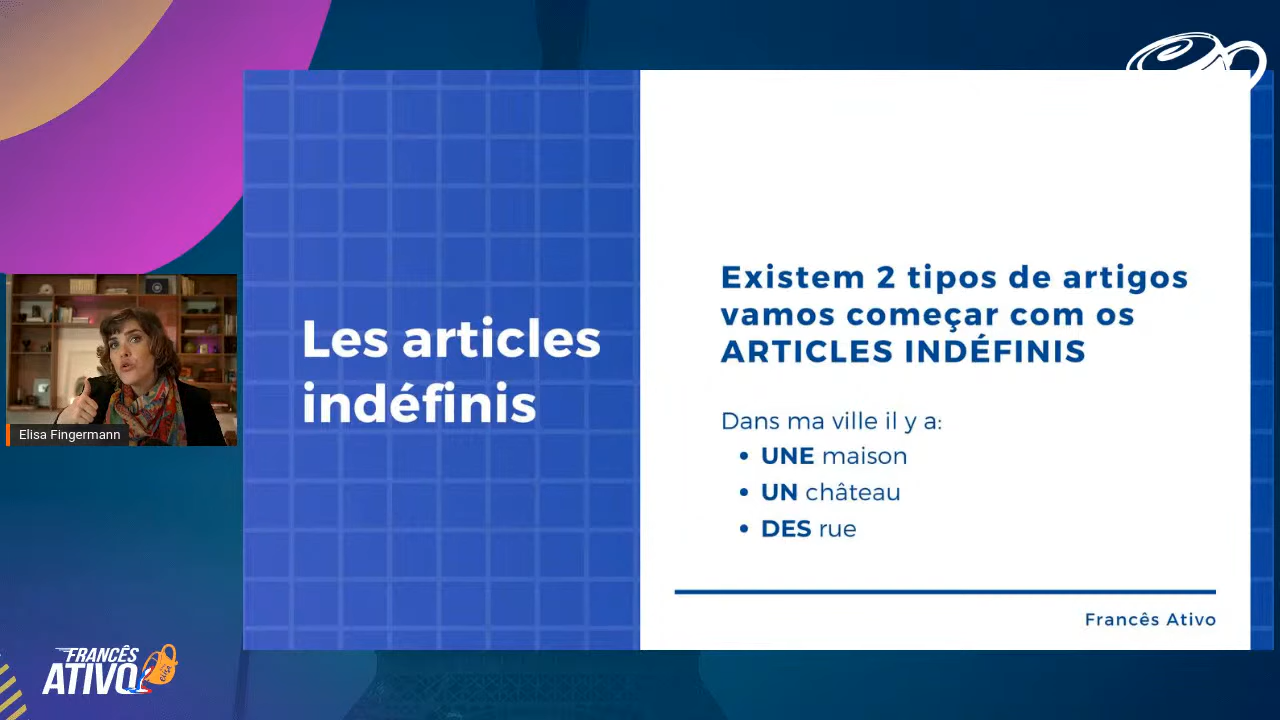 Les articles
indéfinis
Existem 2 tipos de artigos
vamos começar com os
ARTICLES INDÉFINIS
Dans ma ville il y a:
• UNE maison
• UN château
• DES rue
Francês Ativo
Elisa Fingermann
FRANCÊS
ATIVO
ELISA